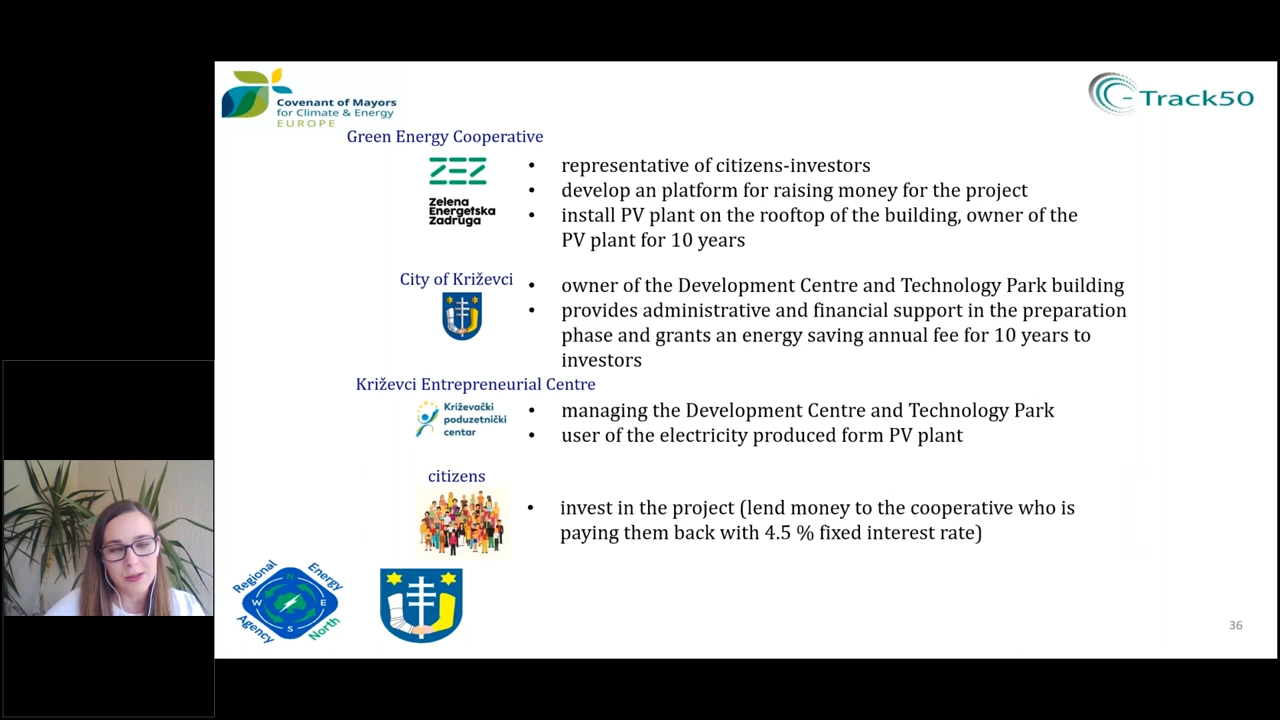 Covenant of Mayors
for Climate & Energy
EUROPE
C-Track50
Green Energy Cooperative
ZEZ
Zelena
Energetska
Zadruga
• representative of citizens-investors
• develop an platform for raising money for the project
• install PV plant on the rooftop of the building, owner of the
PV plant for 10 years
City of Križevci
• owner of the Development Centre and Technology Park building
• provides administrative and financial support in the preparation
phase and grants an energy saving annual fee for 10 years to
investors
Križevci Entrepreneurial Centre
Križevački
poduzetnički
centar
• managing the Development Centre and Technology Park
• user of the electricity produced form PV plant
citizens
• invest in the project (lend money to the cooperative who is
paying them back with 4.5 % fixed interest rate)
Regional Energy
Agency North
N
W E
S
36